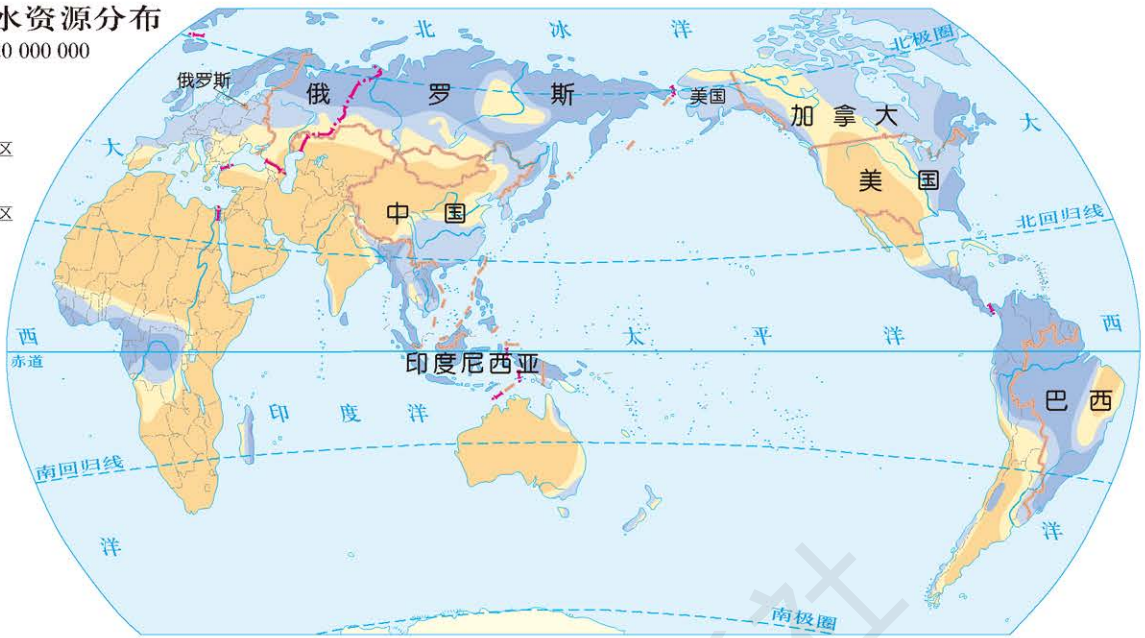 水资源分布
0 000 000
区
区
北冰洋
北极圈
俄罗斯
俄罗斯
美国
加拿大
大
大
美国
中国
北回归线
西
太平洋
西
赤道
印度尼西亚
巴西
印度洋
南回归线
洋
洋
南极圈
社